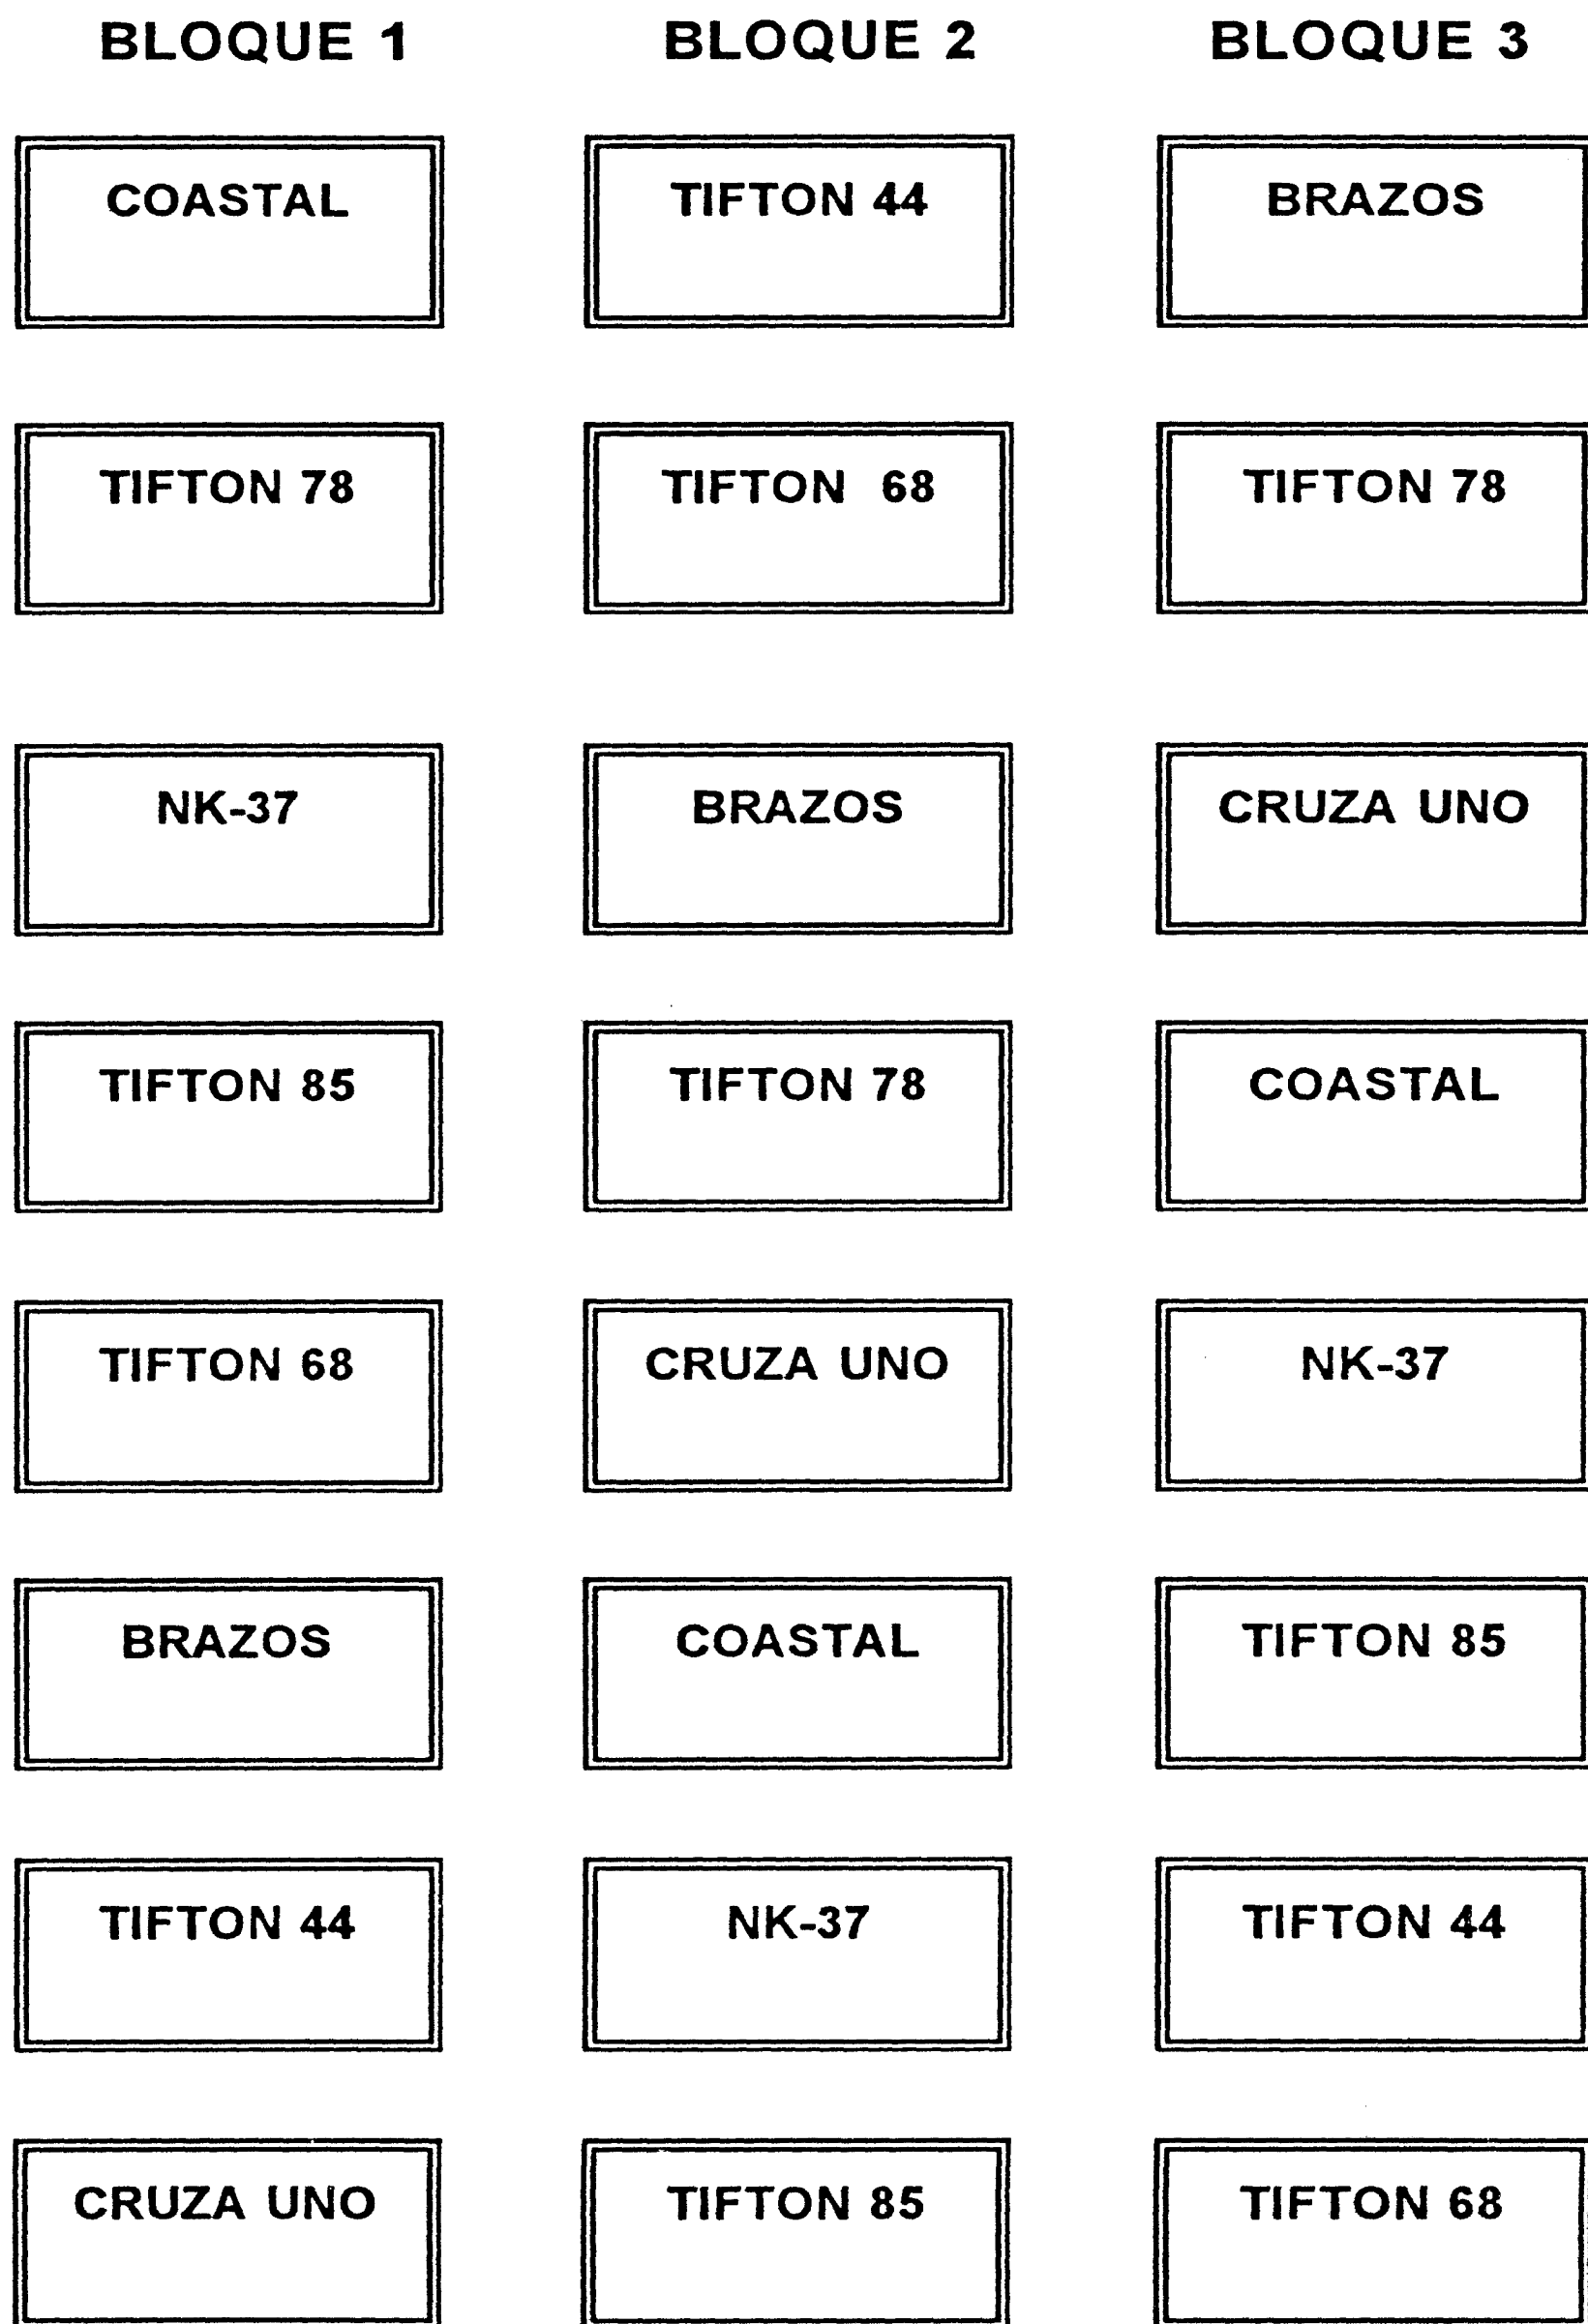 BLOQUE 1 BLOQUE 2 BLOQUE 3
COASTAL TIFTON 44 BRAZOS
TIFTON 78 TIFTON 68 TIFTON 78
NK-37 BRAZOS CRUZA UNO
TIFTON 85 TIFTON 78 COASTAL
TIFTON 68 CRUZA UNO NK-37
BRAZOS COASTAL TIFTON 85
TIFTON 44 NK-37 TIFTON 44
CRUZA UNO TIFTON 85 TIFTON 68